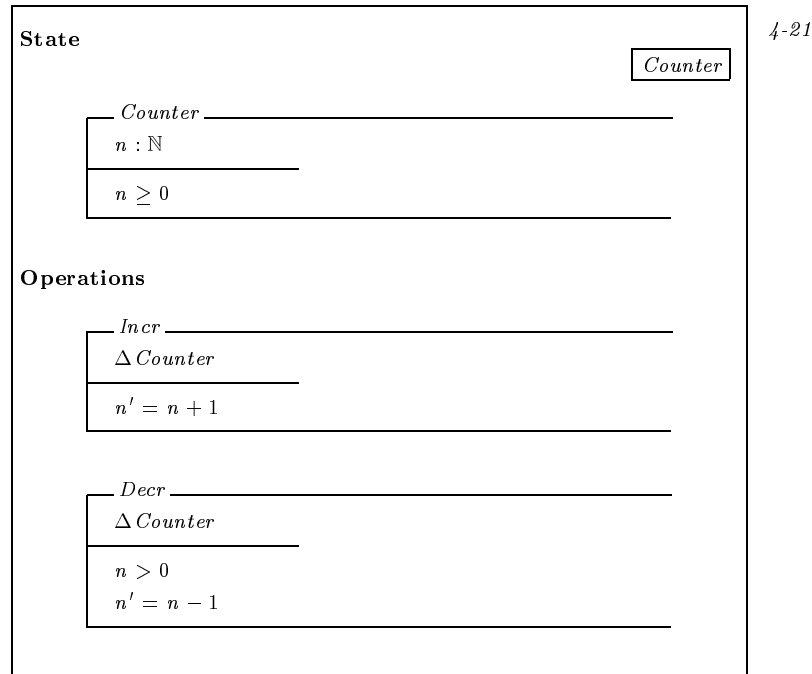 4-21
State
Counter
Counter
n : ℕ
n ≥ 0
Operations
Incr
Δ Counter
n′ = n + 1
Decr
Δ Counter
n > 0
n′ = n − 1